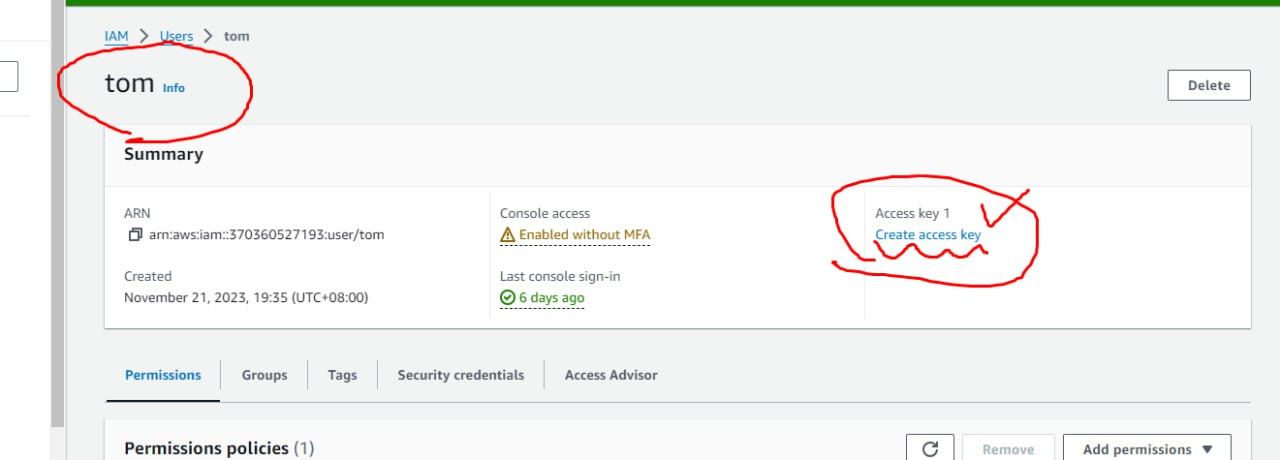 IAM > Users > tom
tom Info
Delete
Summary
ARN
arn:aws:iam::370360527193:user/tom
Created
November 21, 2023, 19:35 (UTC+08:00)
Console access
Enabled without MFA
Last console sign-in
6 days ago
Access key 1
Create access key
Permissions Groups Tags Security credentials Access Advisor
Permissions policies (1) Remove Add permissions